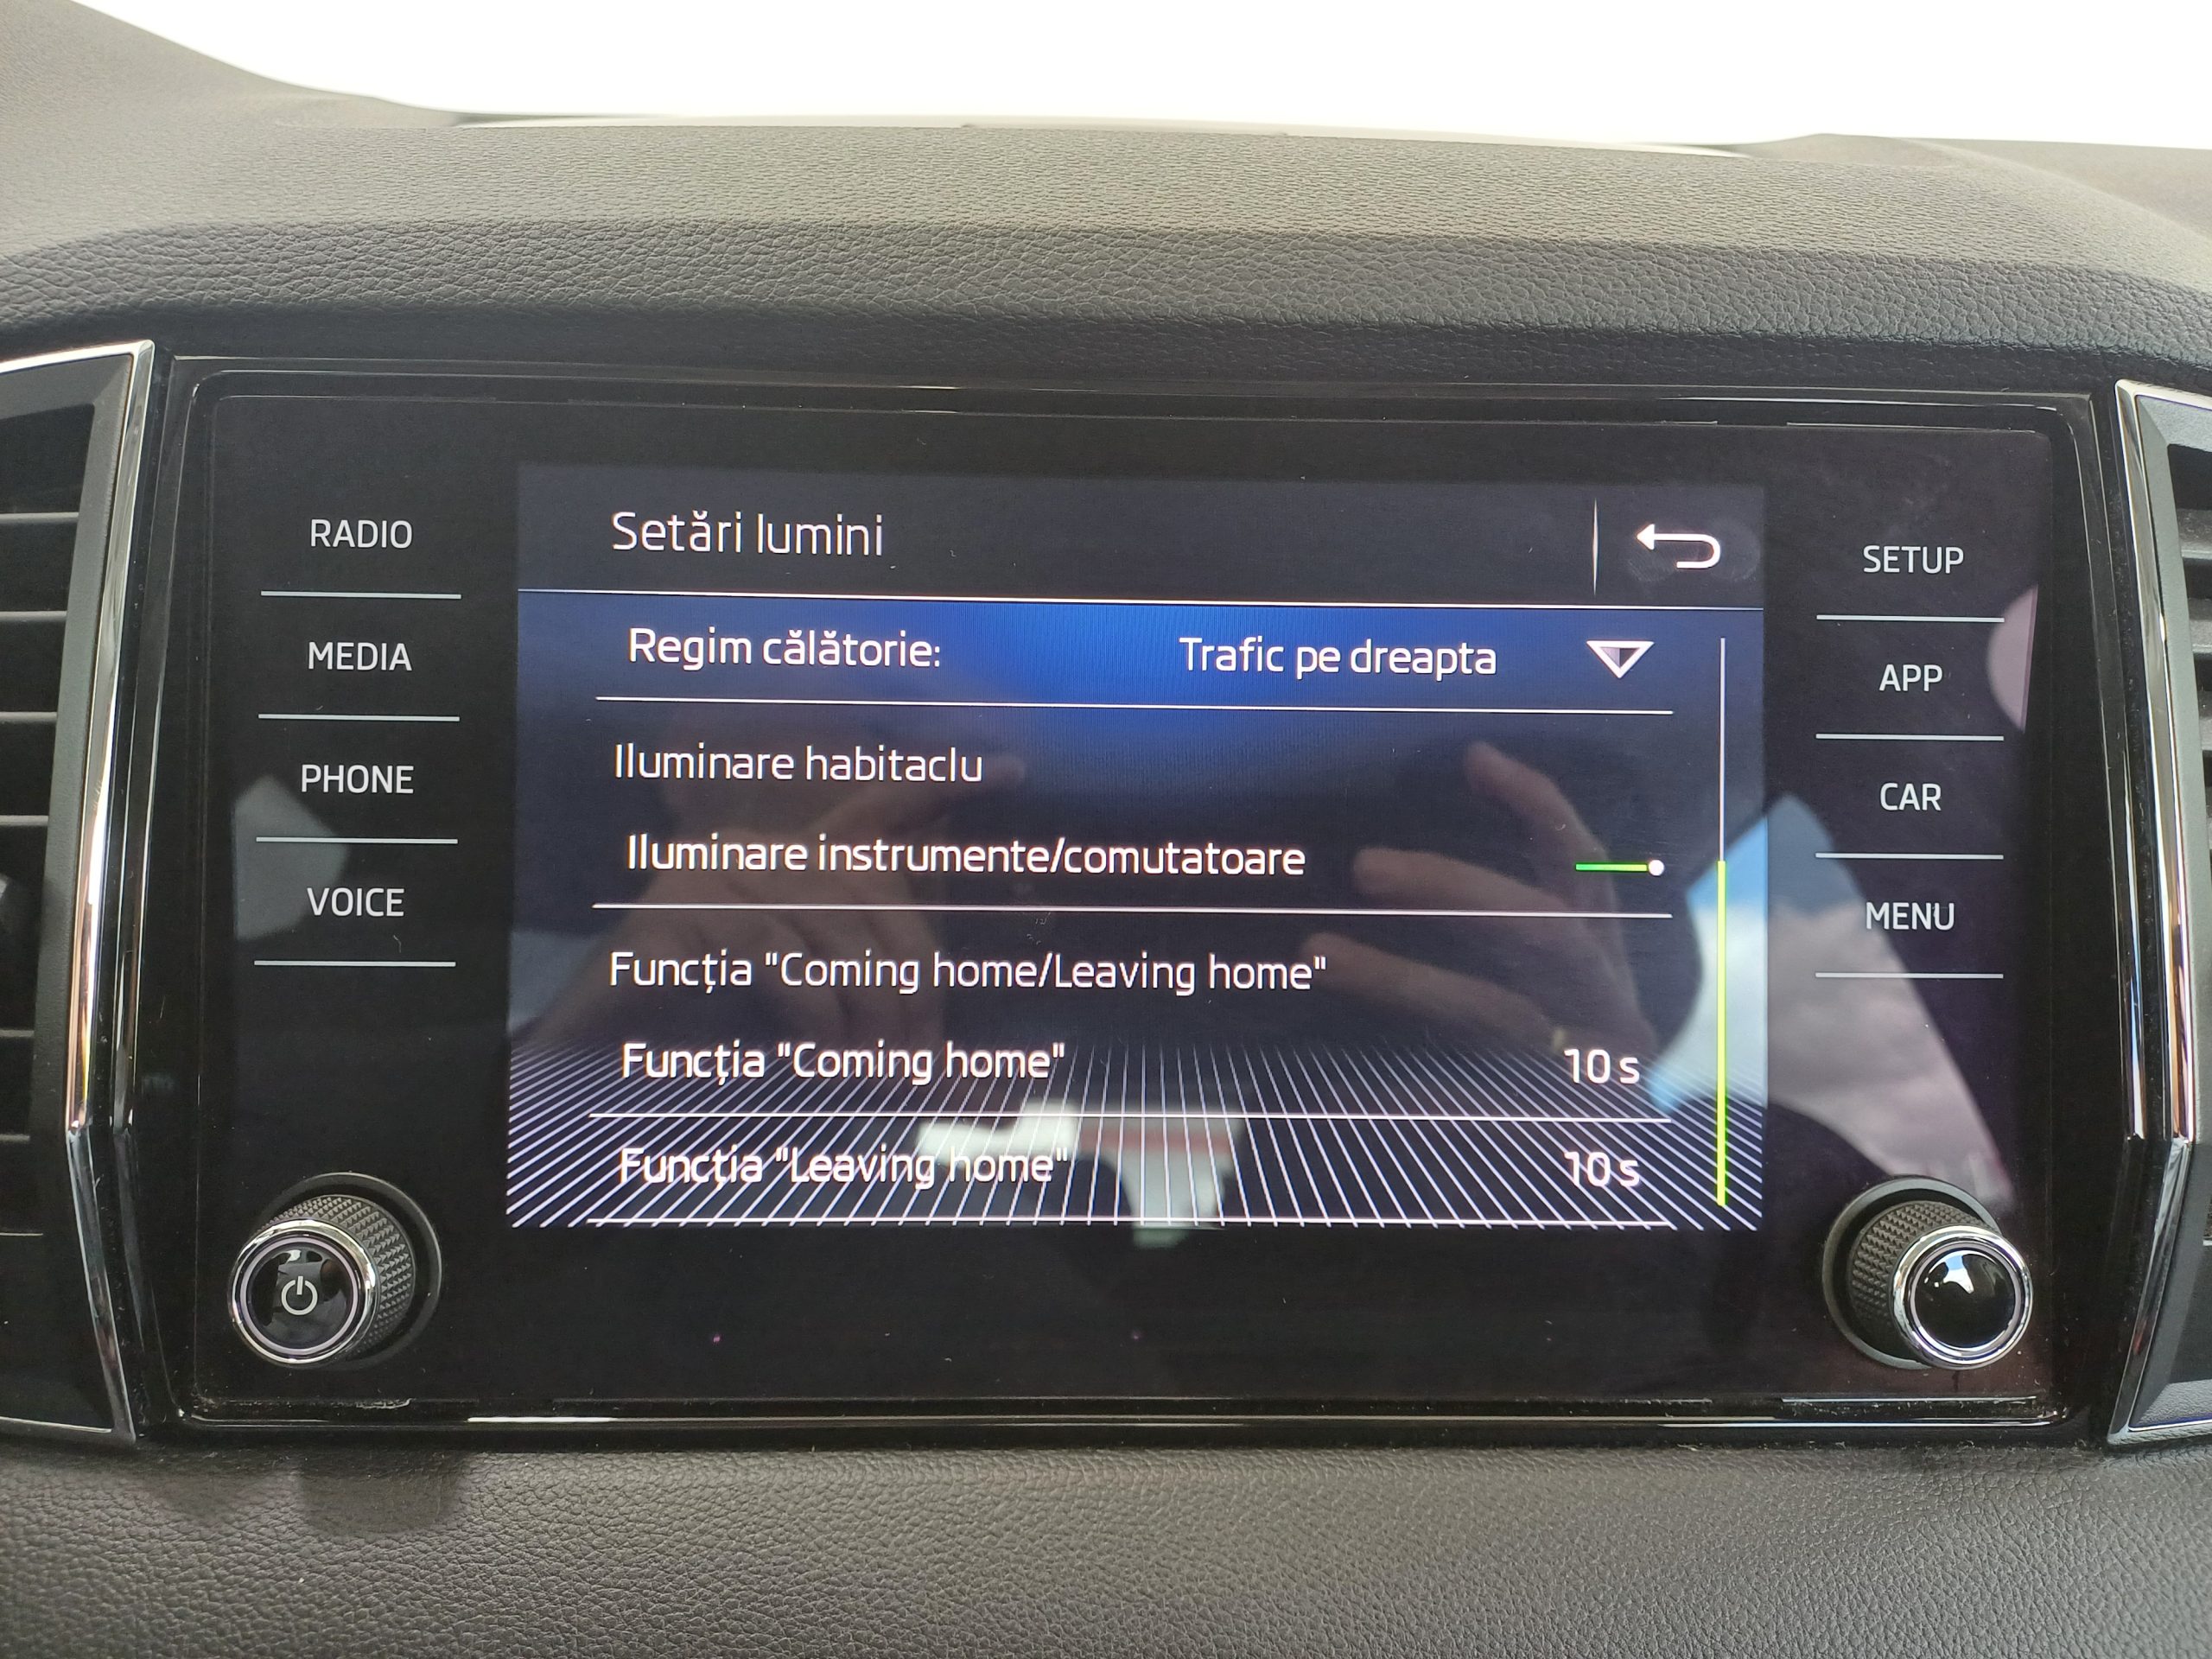 RADIO
MEDIA
PHONE
VOICE
Setări lumini
Regim călătorie: Trafic pe dreapta
Iluminare habitaclu
Iluminare instrumente/comutatoare
Funcția "Coming home/Leaving home"
Funcția "Coming home" 10 s
Funcția "Leaving home" 10 s
SETUP
APP
CAR
MENU